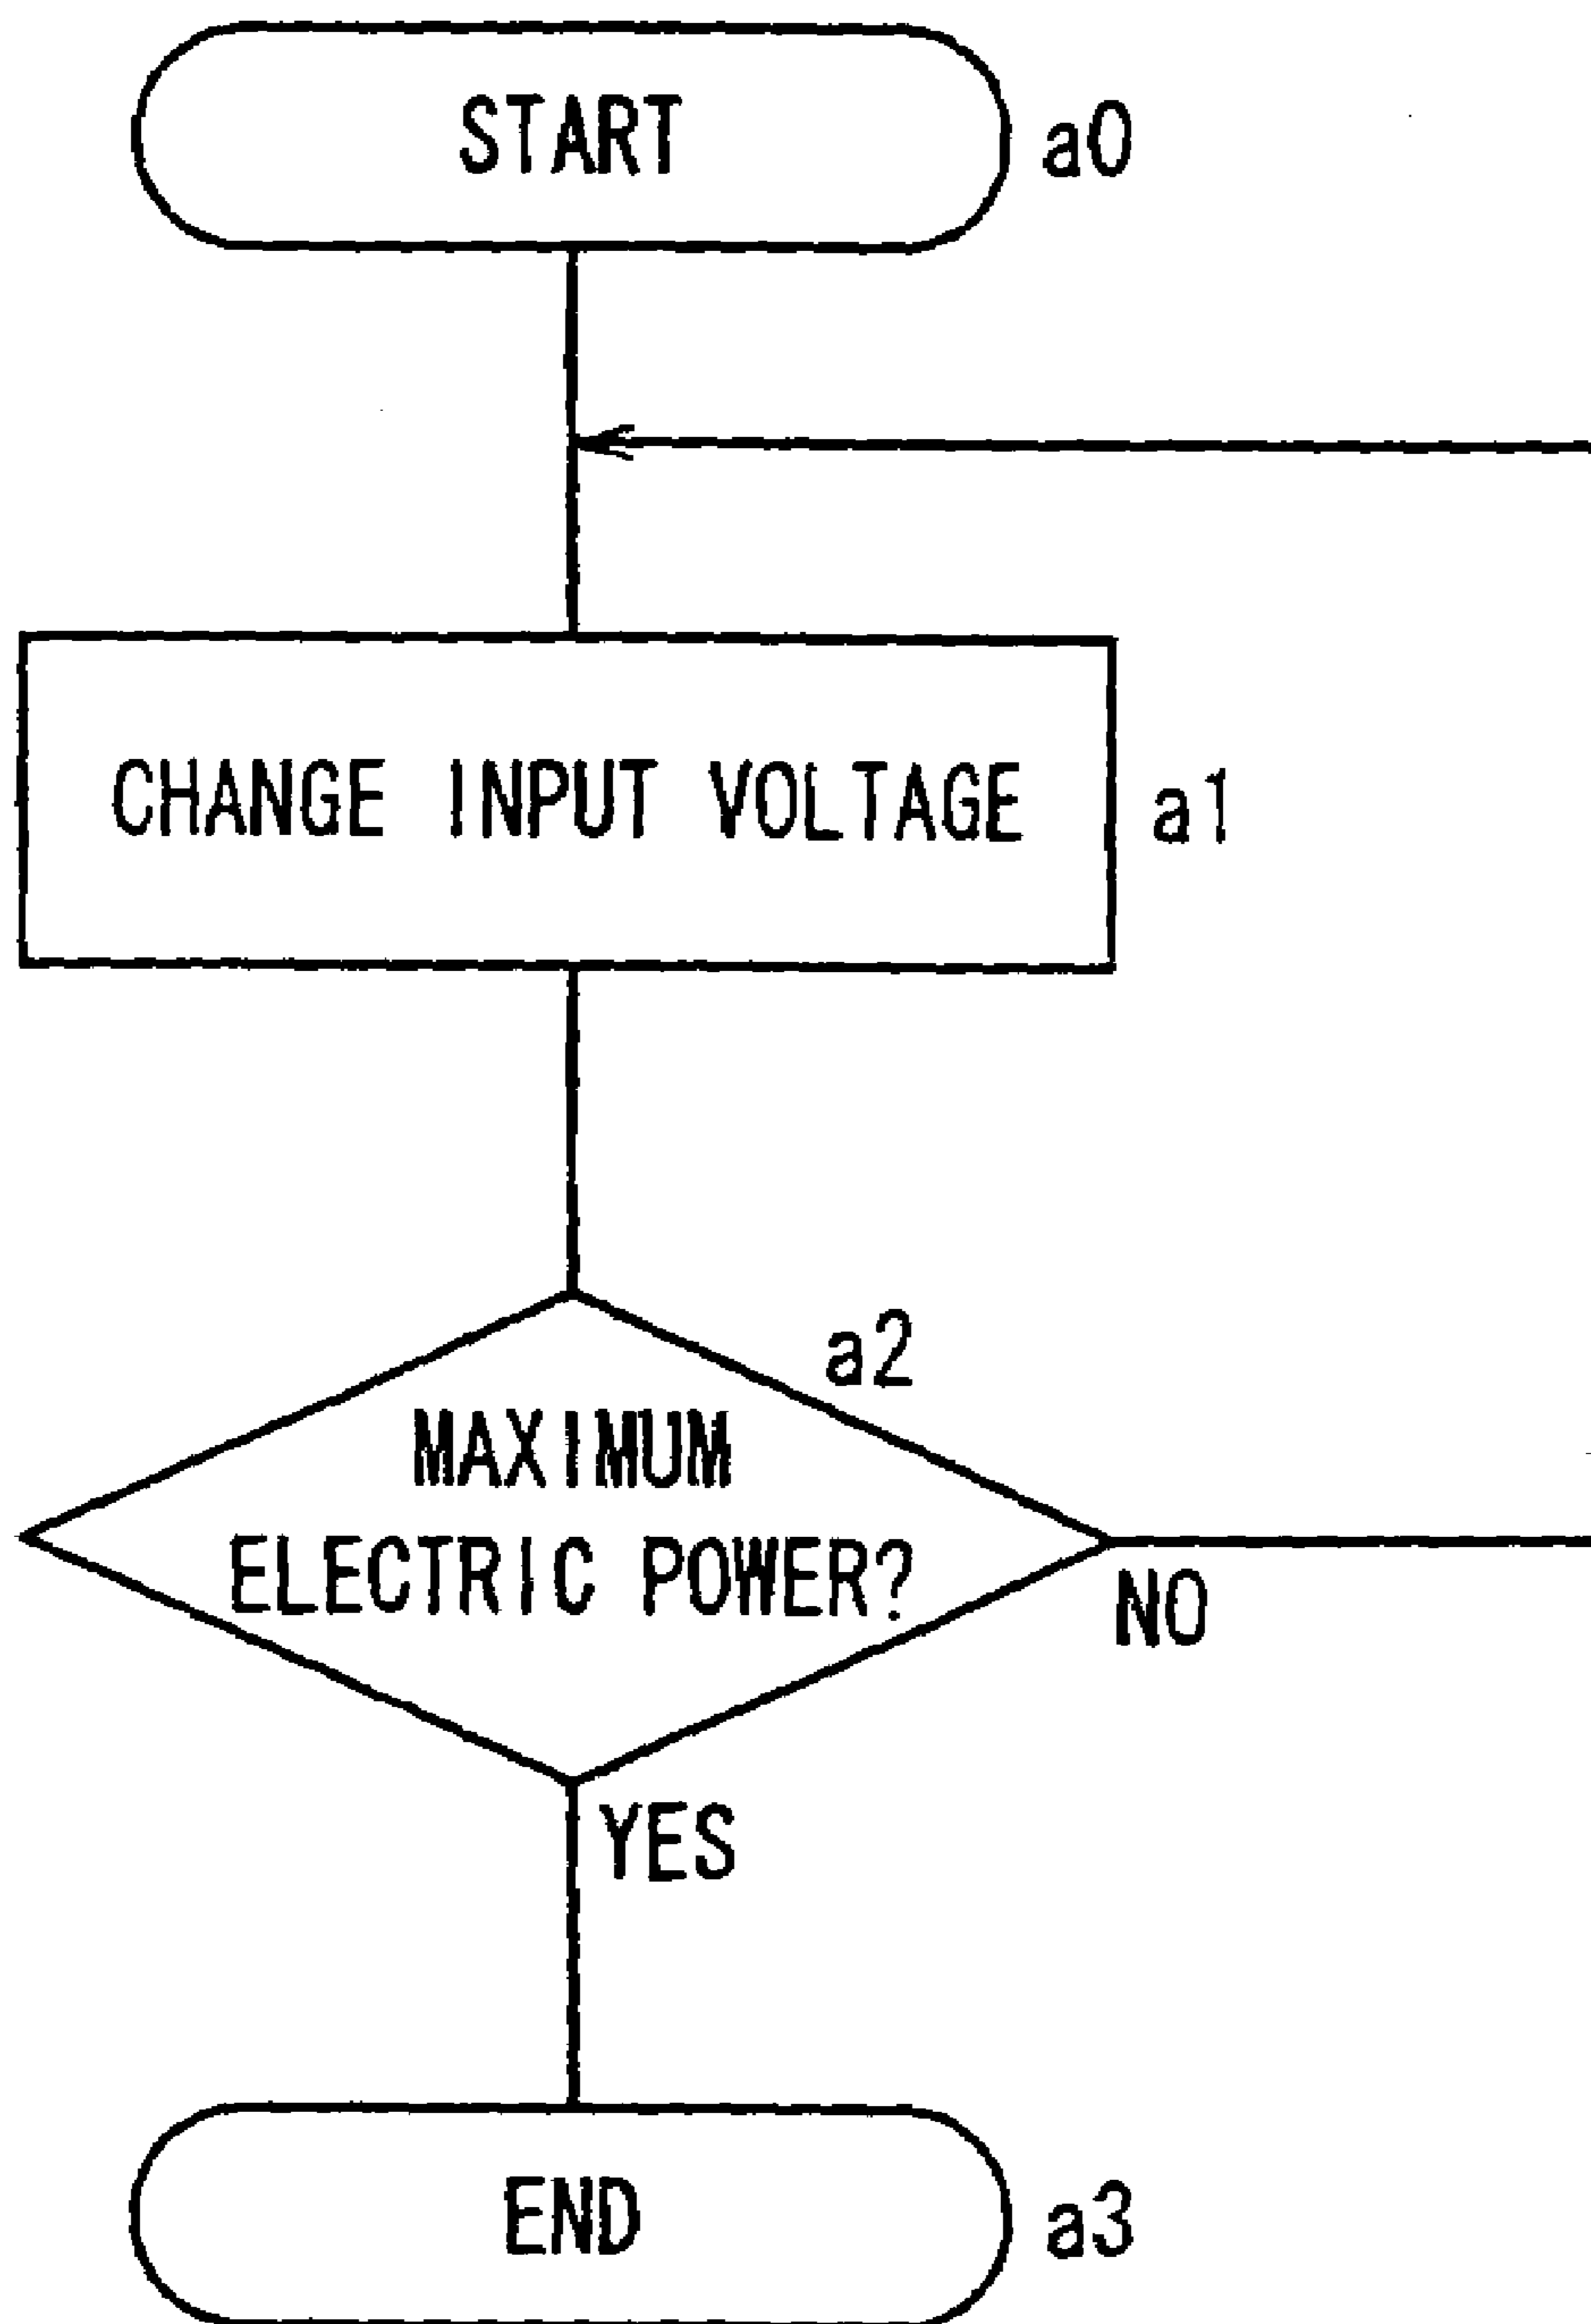 START
a0
CHANGE INPUT VOLTAGE
a1
a2
MAXIMUM
ELECTRIC POWER?
NO
YES
END
a3